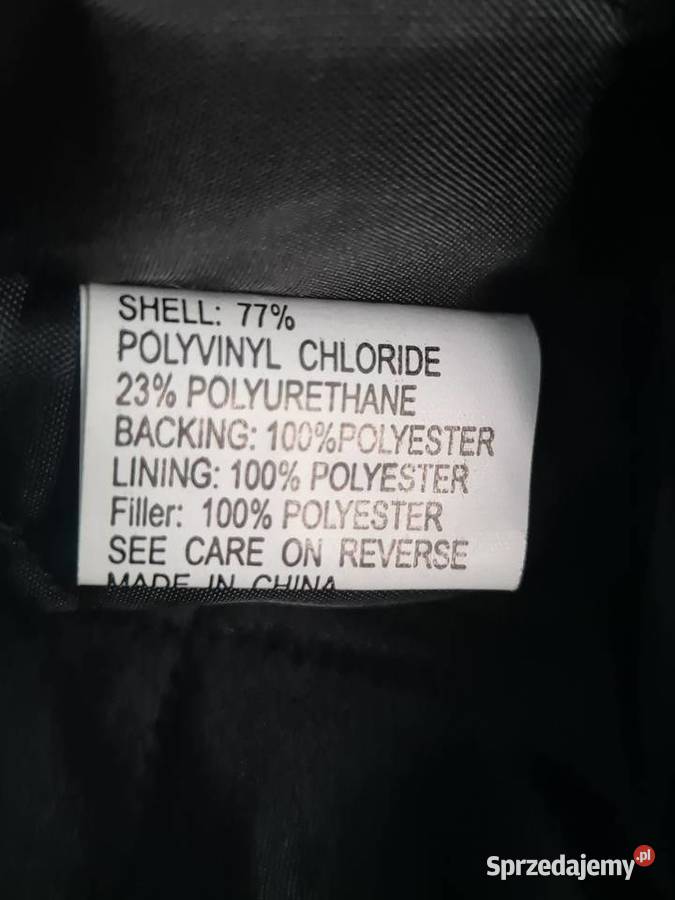 SHELL: 77%
POLYVINYL CHLORIDE
23% POLYURETHANE
BACKING: 100%POLYESTER
LINING: 100% POLYESTER
Filler: 100% POLYESTER
SEE CARE ON REVERSE
MADE IN CHINA
Sprzedajemy.pl